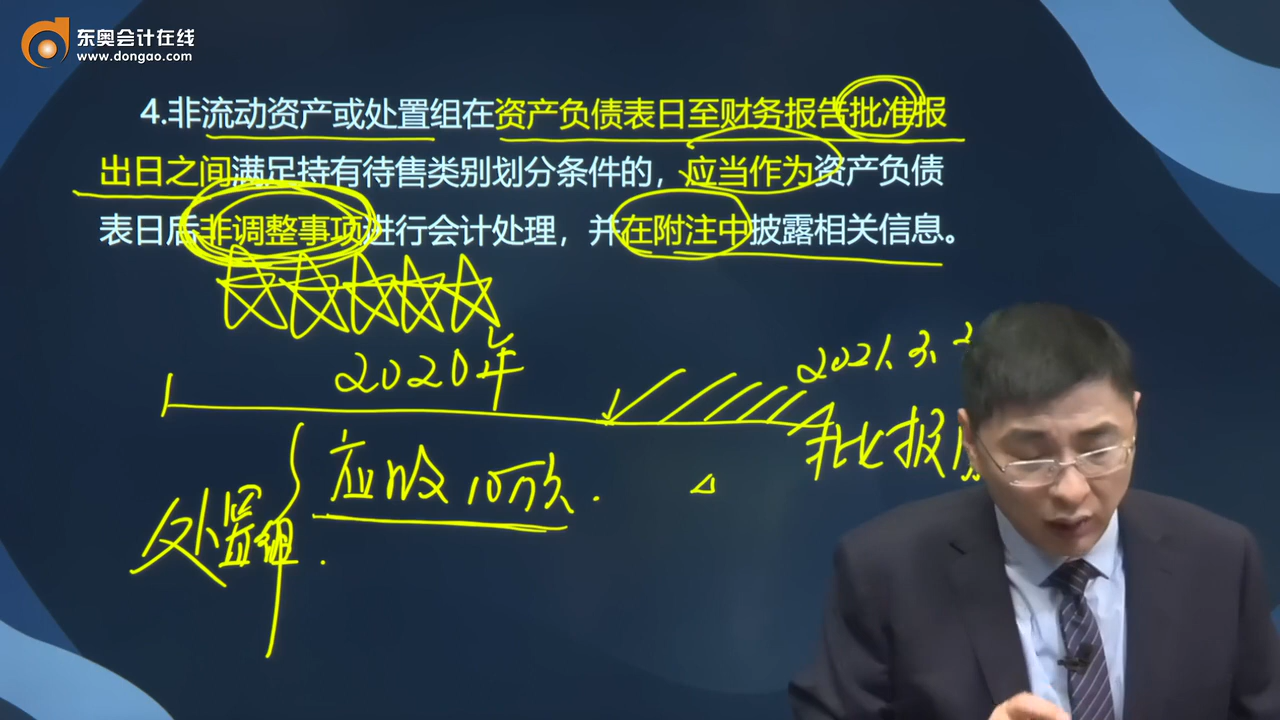 东奥会计在线
www.dongao.com
4.非流动资产或处置组在资产负债表日至财务报告批准报
出日之间满足持有待售类别划分条件的，应当作为资产负债
表日后非调整事项进行会计处理，并在附注中披露相关信息。
2020年
2021.3.2
批报
应收10万欠.
处置组.